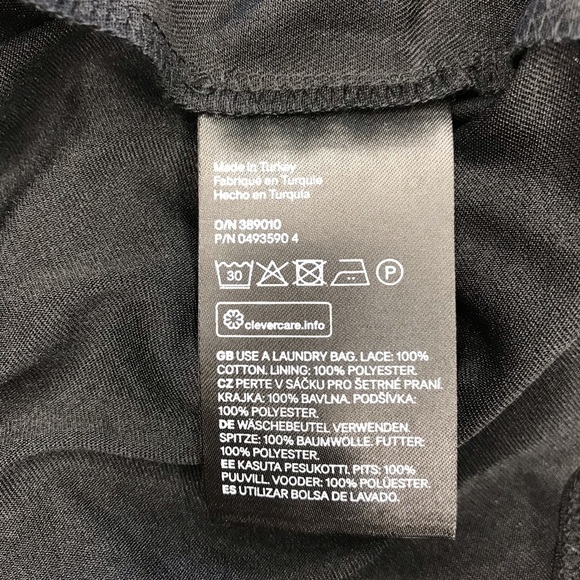 Made in Turkey
Fabriqué en Turquie
Hecho en Turquía
O/N 389010
P/N 0493590 4
30
P
clevercare.info
GB USE A LAUNDRY BAG. LACE: 100%
COTTON. LINING: 100% POLYESTER.
CZ PERTE V SÁČKU PRO ŠETRNÉ PRANÍ.
KRAJKA: 100% BAVLNA. PODŠÍVKA:
100% POLYESTER.
DE WÄSCHEBEUTEL VERWENDEN.
SPITZE: 100% BAUMWOLLE. FUTTER:
100% POLYESTER.
EE KASUTA PESUKOTTI. PITS: 100%
PUUVILL. VOODER: 100% POLÜESTER.
ES UTILIZAR BOLSA DE LAVADO.